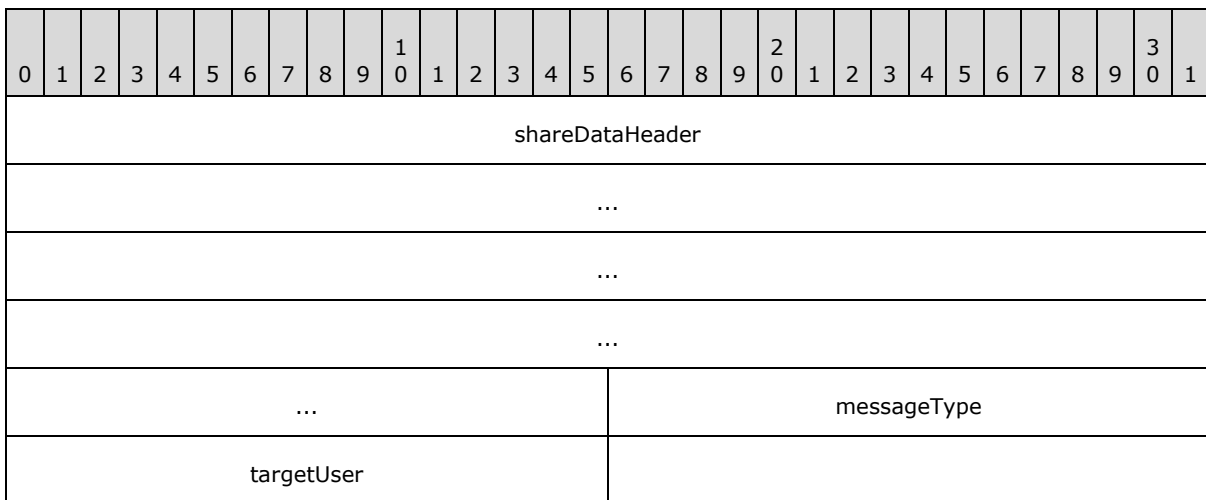 1 2 3
0 1 2 3 4 5 6 7 8 9 0 1 2 3 4 5 6 7 8 9 0 1 2 3 4 5 6 7 8 9 0 1
shareDataHeader
...
...
...
... messageType
targetUser